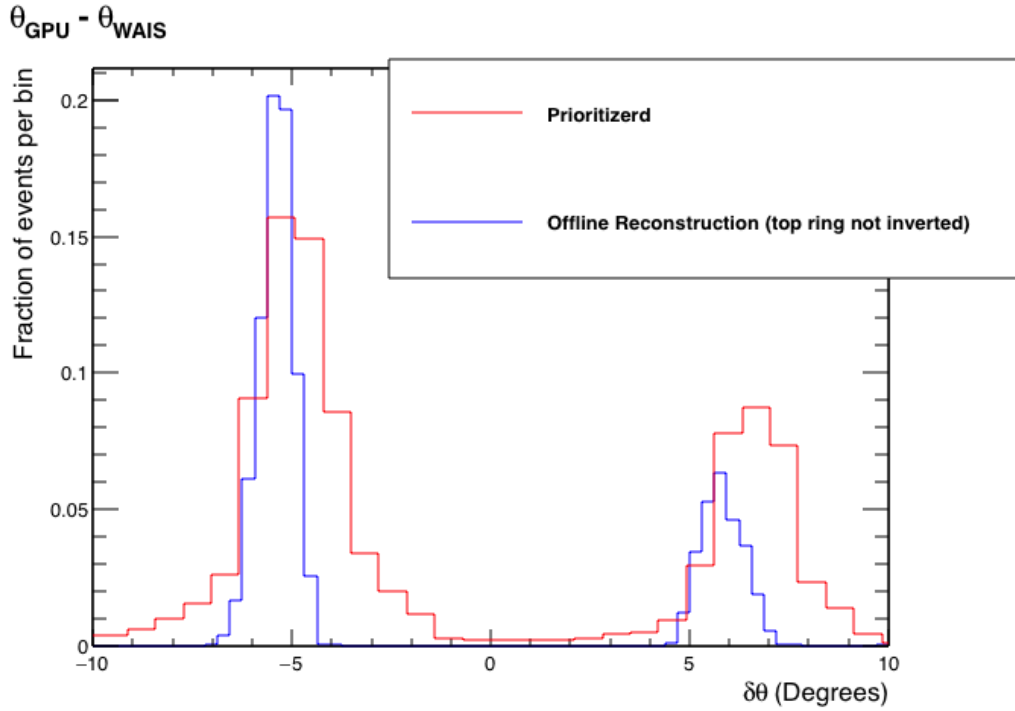 θGPU - θWAIS
Fraction of events per bin
0.2
0.15
0.1
0.05
0
Prioritizerd
Offline Reconstruction (top ring not inverted)
−10
−5
0
5
10
δθ (Degrees)